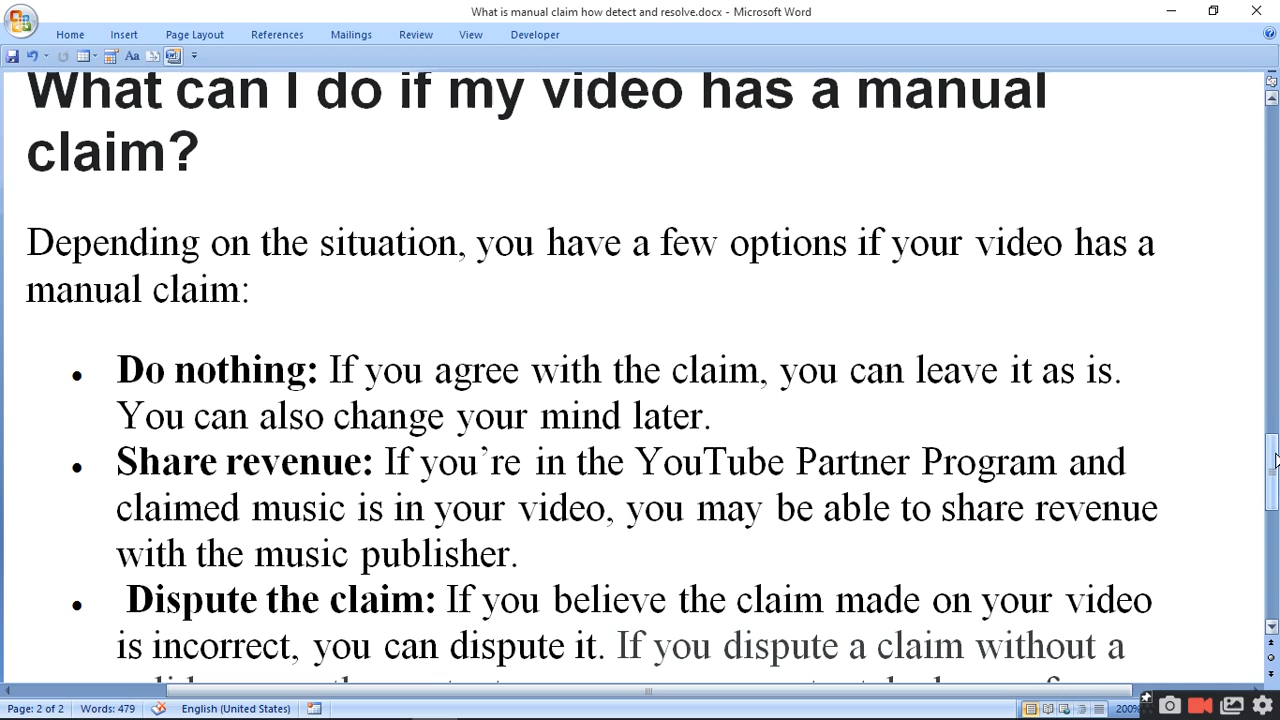 What is manual claim how detect and resolve.docx - Microsoft Word
Home Insert Page Layout References Mailings Review View Developer
Aa
What can I do if my video has a manual
claim?
Depending on the situation, you have a few options if your video has a
manual claim:
• Do nothing: If you agree with the claim, you can leave it as is.
You can also change your mind later.
• Share revenue: If you’re in the YouTube Partner Program and
claimed music is in your video, you may be able to share revenue
with the music publisher.
• Dispute the claim: If you believe the claim made on your video
is incorrect, you can dispute it. If you dispute a claim without a
Page: 2 of 2 Words: 479 English (United States) 200%